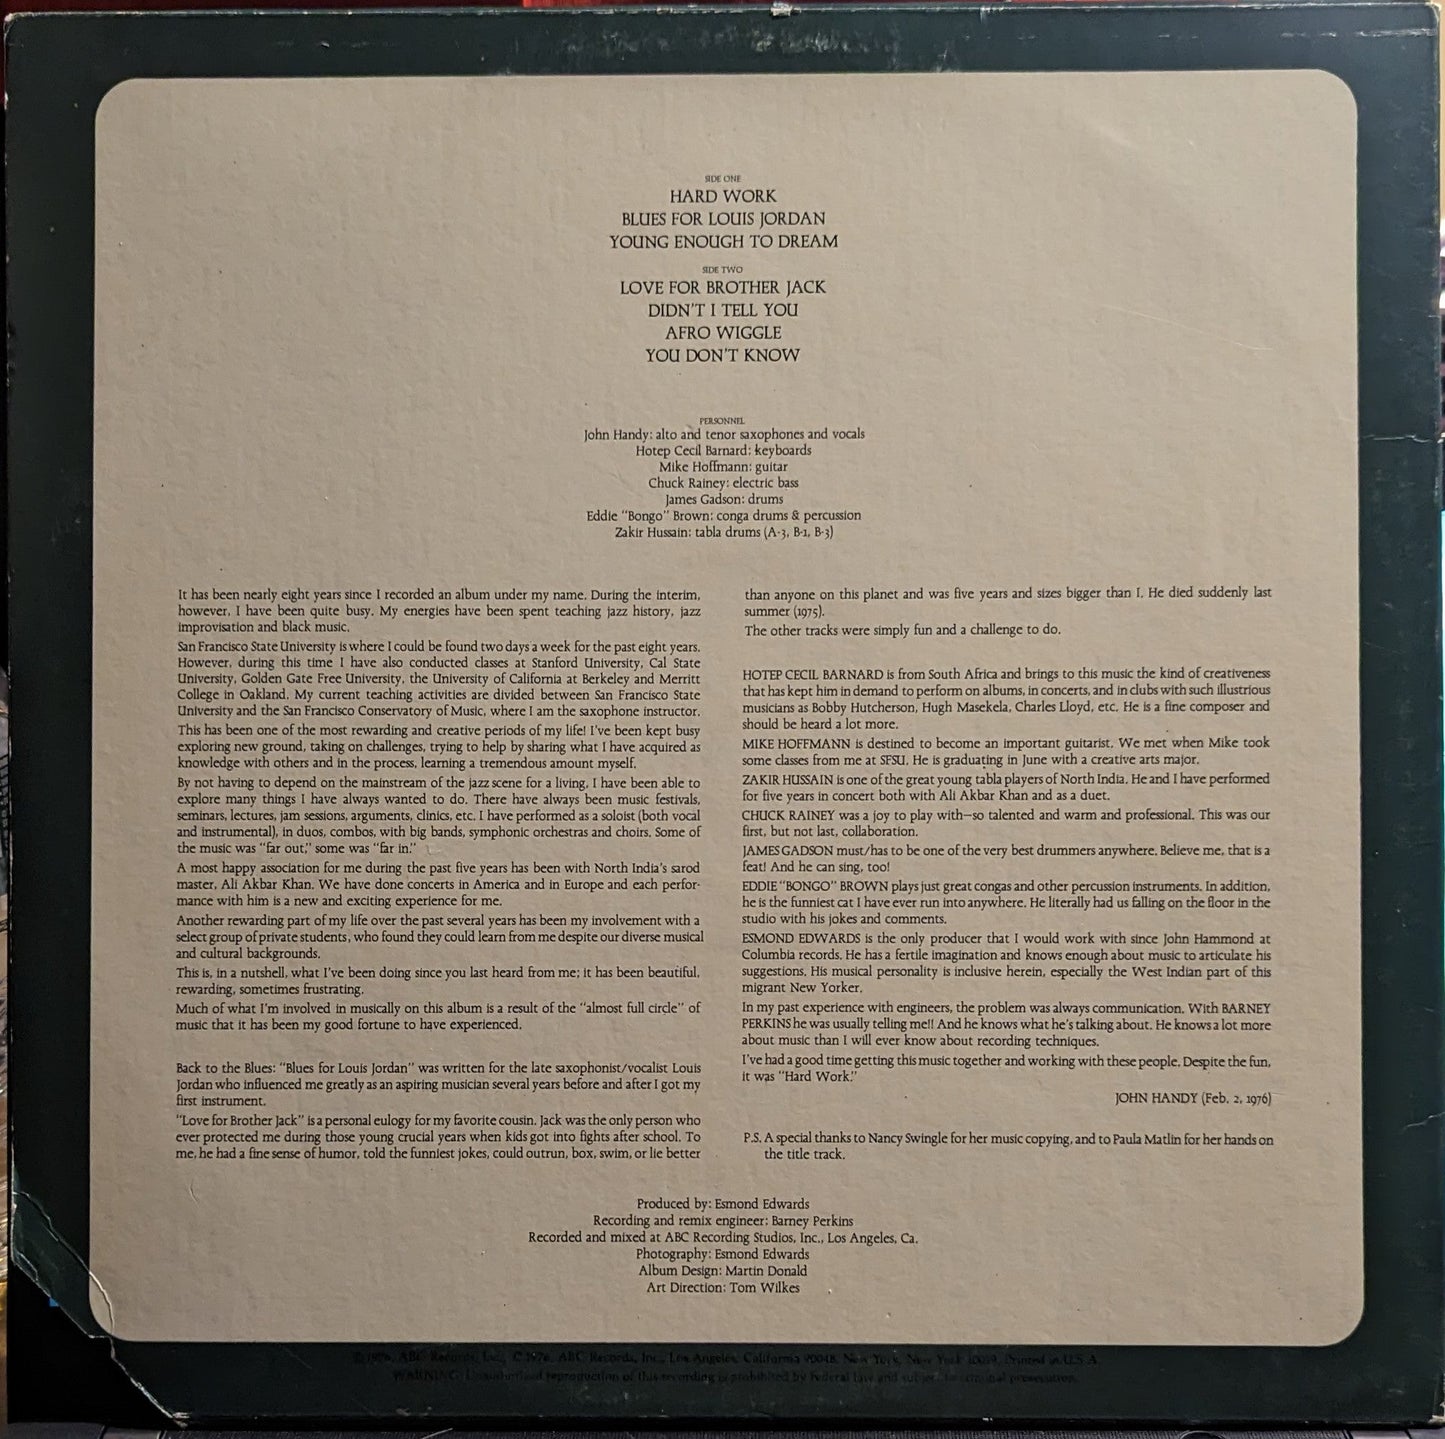 SIDE ONE
HARD WORK
BLUES FOR LOUIS JORDAN
YOUNG ENOUGH TO DREAM
SIDE TWO
LOVE FOR BROTHER JACK
DIDN'T I TELL YOU
AFRO WIGGLE
YOU DON'T KNOW
PERSONNEL
John Handy: alto and tenor saxophones and vocals
Hotep Cecil Barnard: keyboards
Mike Hoffmann: guitar
Chuck Rainey: electric bass
James Gadson: drums
Eddie "Bongo" Brown: conga drums & percussion
Zakir Hussain: tabla drums (A-3, B-1, B-3)
It has been nearly eight years since I recorded an album under my name. During the interim,
however, I have been quite busy. My energies have been spent teaching jazz history, jazz
improvisation and black music.
San Francisco State University is where I could be found two days a week for the past eight years.
However, during this time I have also conducted classes at Stanford University, Cal State
University, Golden Gate Free University, the University of California at Berkeley and Merritt
College in Oakland. My current teaching activities are divided between San Francisco State
University and the San Francisco Conservatory of Music, where I am the saxophone instructor.
This has been one of the most rewarding and creative periods of my life! I've been kept busy
exploring new ground, taking on challenges, trying to help by sharing what I have acquired as
knowledge with others and in the process, learning a tremendous amount myself.
By not having to depend on the mainstream of the jazz scene for a living, I have been able to
explore many things I have always wanted to do. There have always been music festivals,
seminars, lectures, jam sessions, arguments, clinics, etc. I have performed as a soloist (both vocal
and instrumental), in duos, combos, with big bands, symphonic orchestras and choirs. Some of
the music was "far out," some was "far in."
A most happy association for me during the past five years has been with North India's sarod
master, Ali Akbar Khan. We have done concerts in America and in Europe and each perfor-
mance with him is a new and exciting experience for me.
Another rewarding part of my life over the past several years has been my involvement with a
select group of private students, who found they could learn from me despite our diverse musical
and cultural backgrounds.
This is, in a nutshell, what I've been doing since you last heard from me; it has been beautiful,
rewarding, sometimes frustrating.
Much of what I'm involved in musically on this album is a result of the "almost full circle" of
music that it has been my good fortune to have experienced.
Back to the Blues: "Blues for Louis Jordan" was written for the late saxophonist/vocalist Louis
Jordan who influenced me greatly as an aspiring musician several years before and after I got my
first instrument.
"Love for Brother Jack" is a personal eulogy for my favorite cousin. Jack was the only person who
ever protected me during those young crucial years when kids got into fights after school. To
me, he had a fine sense of humor, told the funniest jokes, could outrun, box, swim, or lie better
than anyone on this planet and was five years and sizes bigger than I. He died suddenly last
summer (1975).
The other tracks were simply fun and a challenge to do.
HOTEP CECIL BARNARD is from South Africa and brings to this music the kind of creativeness
that has kept him in demand to perform on albums, in concerts, and in clubs with such illustrious
musicians as Bobby Hutcherson, Hugh Masekela, Charles Lloyd, etc. He is a fine composer and
should be heard a lot more.
MIKE HOFFMANN is destined to become an important guitarist. We met when Mike took
some classes from me at SFSU. He is graduating in June with a creative arts major.
ZAKIR HUSSAIN is one of the great young tabla players of North India. He and I have performed
for five years in concert both with Ali Akbar Khan and as a duet.
CHUCK RAINEY was a joy to play with—so talented and warm and professional. This was our
first, but not last, collaboration.
JAMES GADSON must/has to be one of the very best drummers anywhere. Believe me, that is a
feat! And he can sing, too!
EDDIE "BONGO" BROWN plays just great congas and other percussion instruments. In addition,
he is the funniest cat I have ever run into anywhere. He literally had us falling on the floor in the
studio with his jokes and comments.
ESMOND EDWARDS is the only producer that I would work with since John Hammond at
Columbia records. He has a fertile imagination and knows enough about music to articulate his
suggestions. His musical personality is inclusive herein, especially the West Indian part of this
migrant New Yorker.
In my past experience with engineers, the problem was always communication. With BARNEY
PERKINS he was usually telling me!! And he knows what he's talking about. He knows a lot more
about music than I will ever know about recording techniques.
I've had a good time getting this music together and working with these people. Despite the fun,
it was "Hard Work."
JOHN HANDY (Feb. 2, 1976)
P.S. A special thanks to Nancy Swingle for her music copying, and to Paula Matlin for her hands on
the title track.
Produced by: Esmond Edwards
Recording and remix engineer: Barney Perkins
Recorded and mixed at ABC Recording Studios, Inc., Los Angeles, Ca.
Photography: Esmond Edwards
Album Design: Martin Donald
Art Direction: Tom Wilkes
℗ 1976, ABC Records, Inc., © 1976, ABC Records, Inc., Los Angeles, California 90048, New York, New York 10019. Printed in U.S.A.
WARNING: Unauthorized reproduction of this recording is prohibited by Federal law and subject to criminal prosecution.